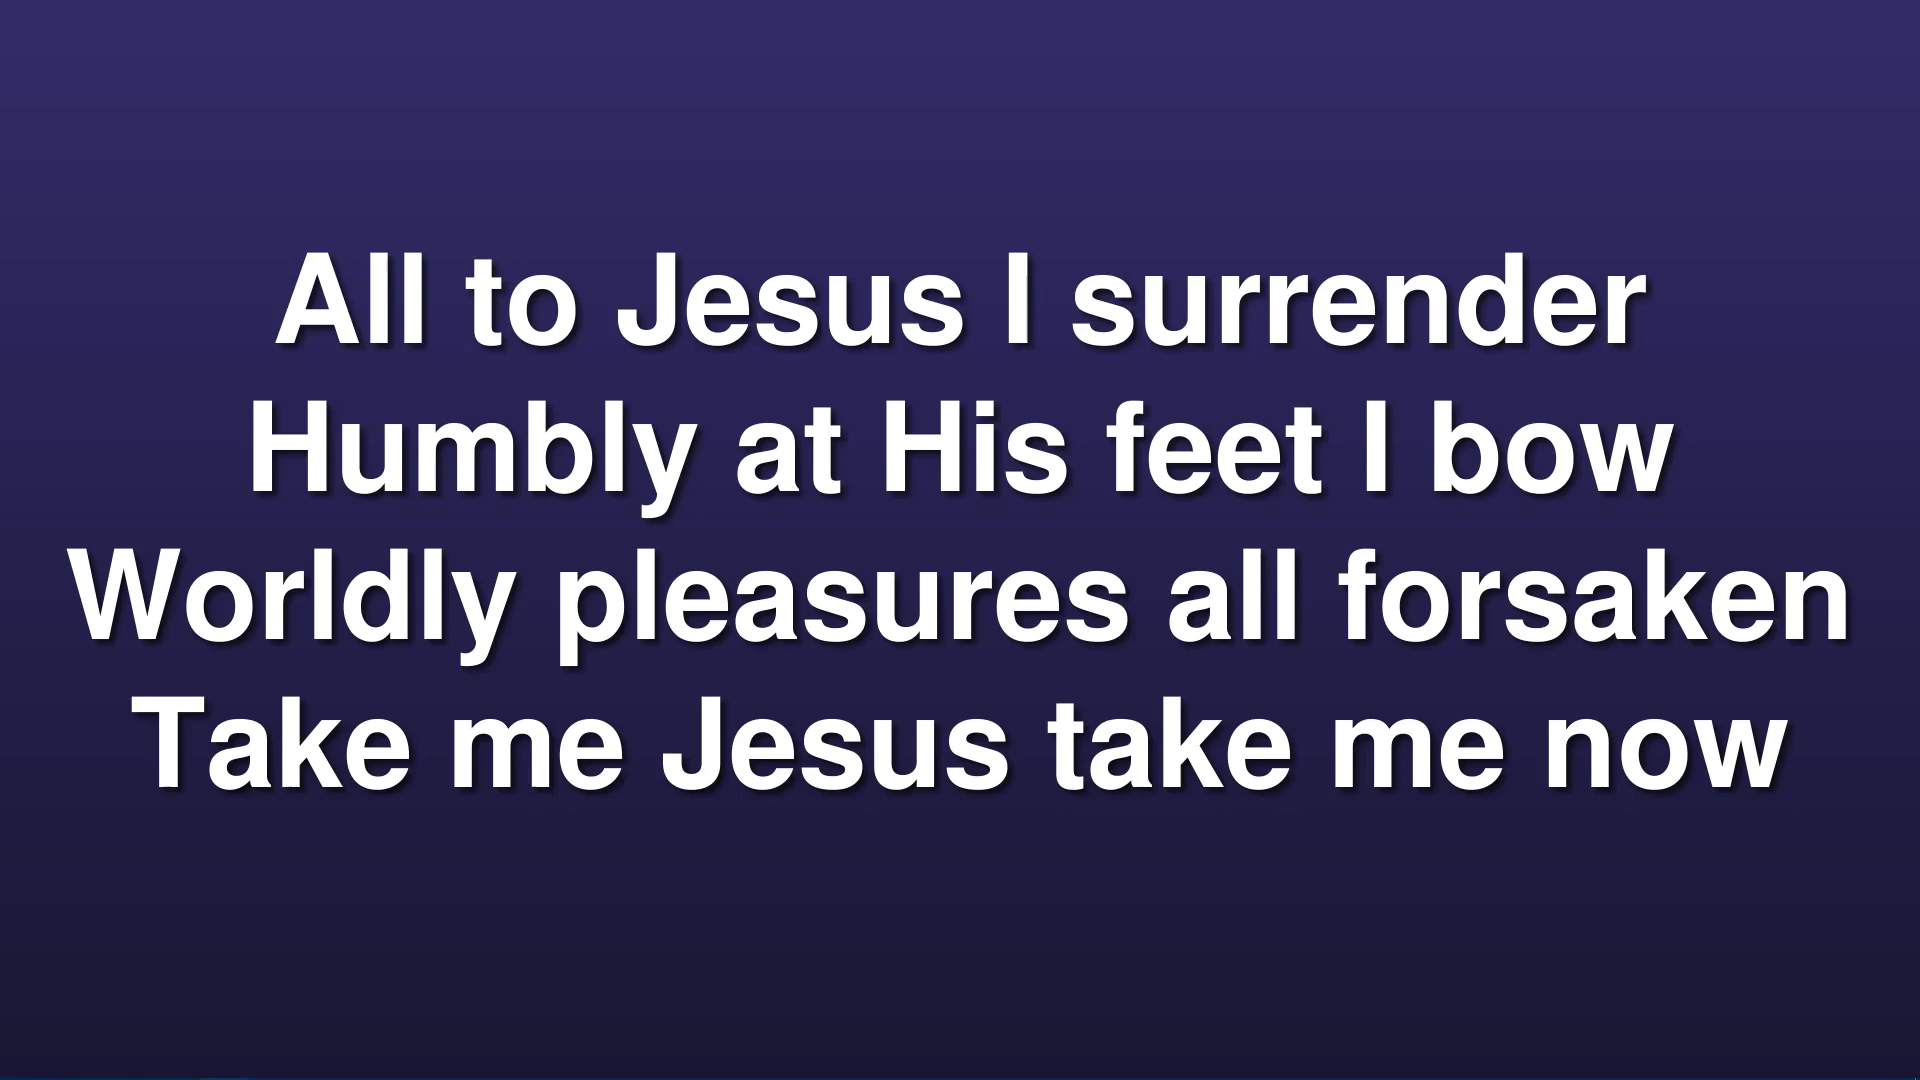 All to Jesus I surrender
Humbly at His feet I bow
Worldly pleasures all forsaken
Take me Jesus take me now